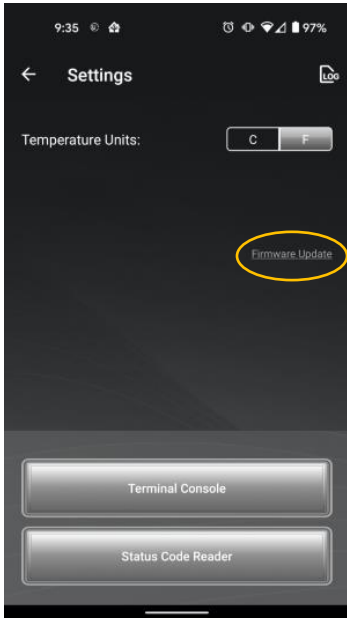 9:35 97%
Settings LOG
Temperature Units: C F
Firmware Update
Terminal Console
Status Code Reader